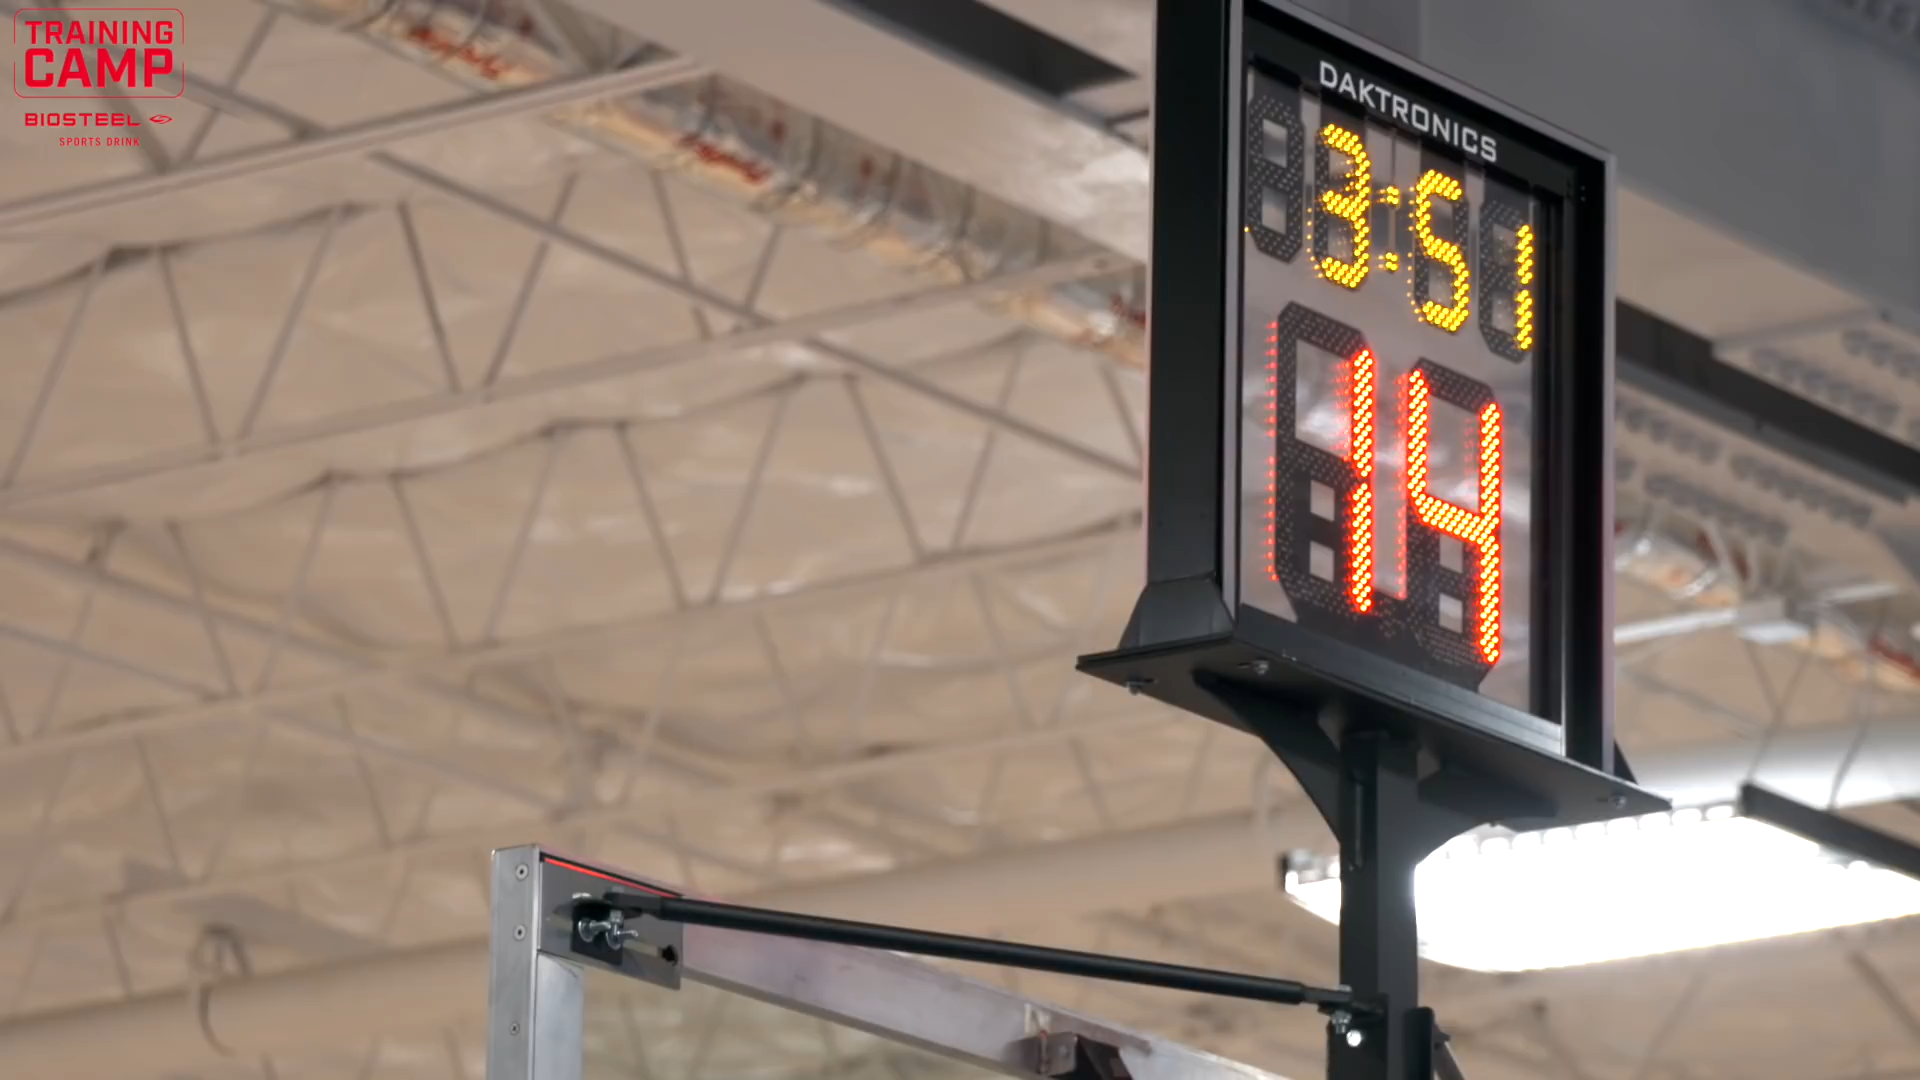 TRAINING
CAMP
BIOSTEEL
SPORTS DRINK
DAKTRONICS
3:51
14